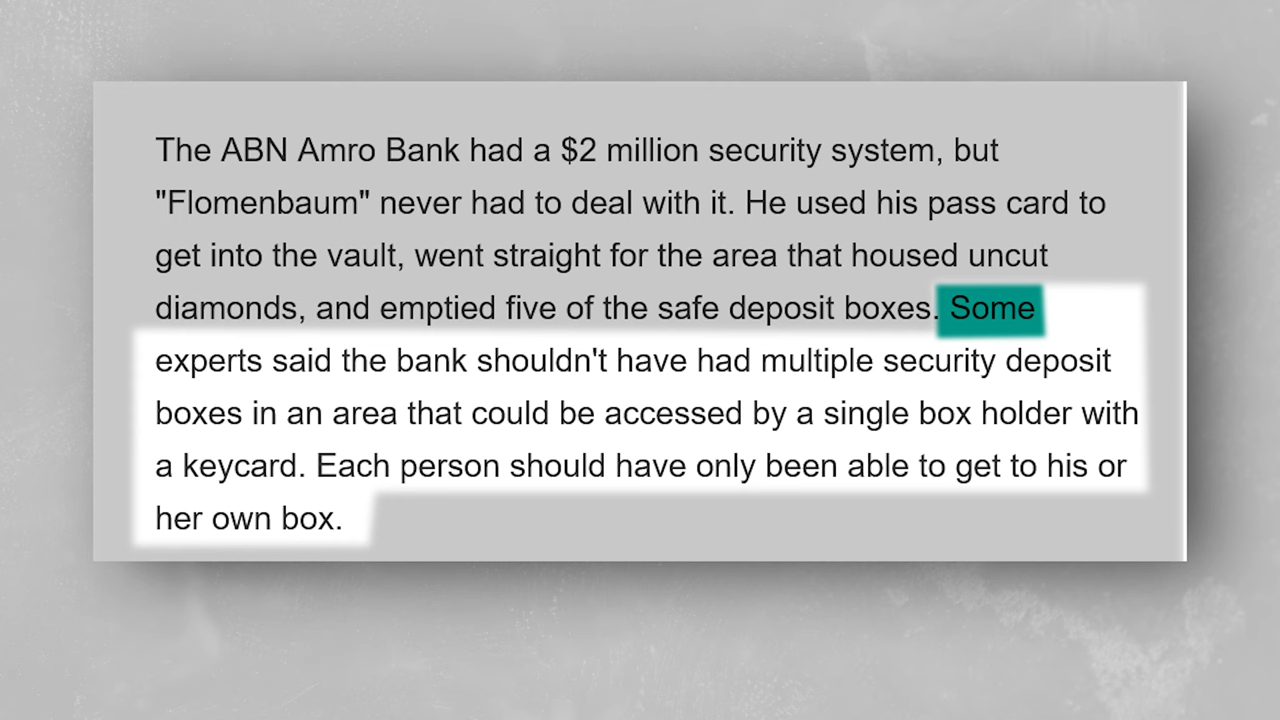 The ABN Amro Bank had a $2 million security system, but
"Flomenbaum" never had to deal with it. He used his pass card to
get into the vault, went straight for the area that housed uncut
diamonds, and emptied five of the safe deposit boxes. Some
experts said the bank shouldn't have had multiple security deposit
boxes in an area that could be accessed by a single box holder with
a keycard. Each person should have only been able to get to his or
her own box.